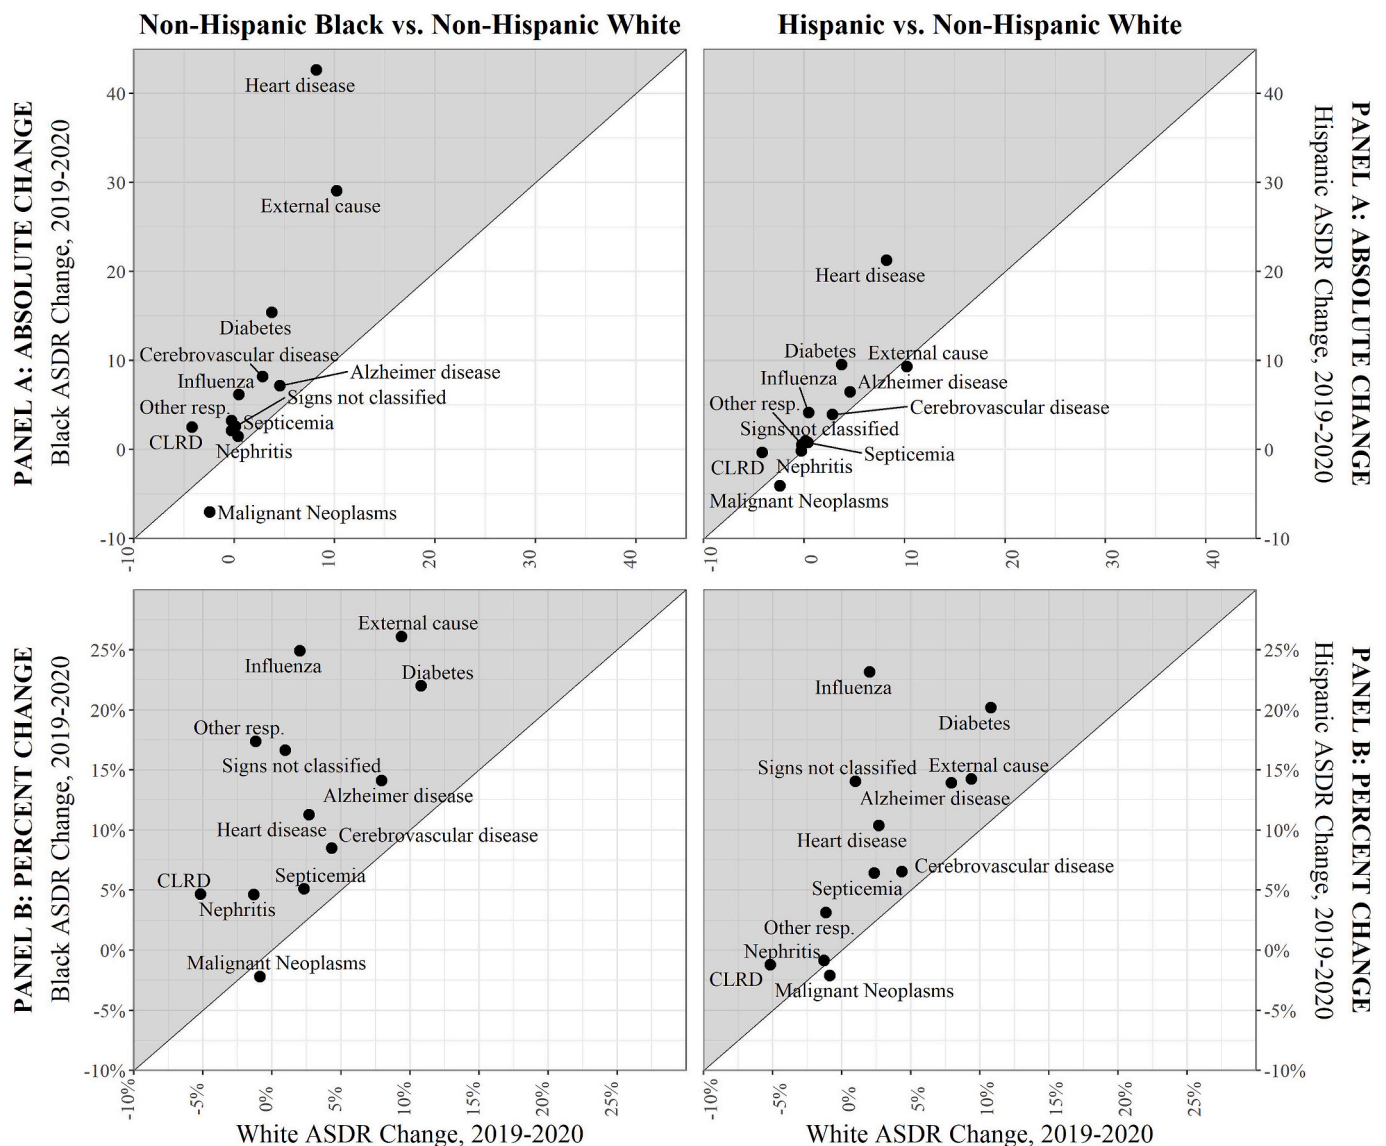 Non-Hispanic Black vs. Non-Hispanic White
Hispanic vs. Non-Hispanic White
PANEL A: ABSOLUTE CHANGE
Black ASDR Change, 2019-2020
40
30
20
10
0
-10
Heart disease
External cause
Diabetes
Cerebrovascular disease
Alzheimer disease
Influenza
Signs not classified
Other resp.
Septicemia
CLRD
Nephritis
Malignant Neoplasms
-10
0
10
20
30
40
Heart disease
Diabetes
External cause
Influenza
Alzheimer disease
Other resp.
Cerebrovascular disease
Signs not classified
Septicemia
CLRD
Nephritis
Malignant Neoplasms
-10
0
10
20
30
40
40
30
20
10
0
-10
Hispanic ASDR Change, 2019-2020
PANEL A: ABSOLUTE CHANGE
PANEL B: PERCENT CHANGE
Black ASDR Change, 2019-2020
25%
20%
15%
10%
5%
0%
-5%
-10%
External cause
Influenza
Diabetes
Other resp.
Signs not classified
Alzheimer disease
Heart disease
Cerebrovascular disease
Septicemia
CLRD
Nephritis
Malignant Neoplasms
-10%
-5%
0%
5%
10%
15%
20%
25%
White ASDR Change, 2019-2020
Influenza
Diabetes
Signs not classified
External cause
Alzheimer disease
Heart disease
Cerebrovascular disease
Septicemia
Other resp.
Nephritis
CLRD
Malignant Neoplasms
-10%
-5%
0%
5%
10%
15%
20%
25%
White ASDR Change, 2019-2020
25%
20%
15%
10%
5%
0%
-5%
-10%
Hispanic ASDR Change, 2019-2020
PANEL B: PERCENT CHANGE